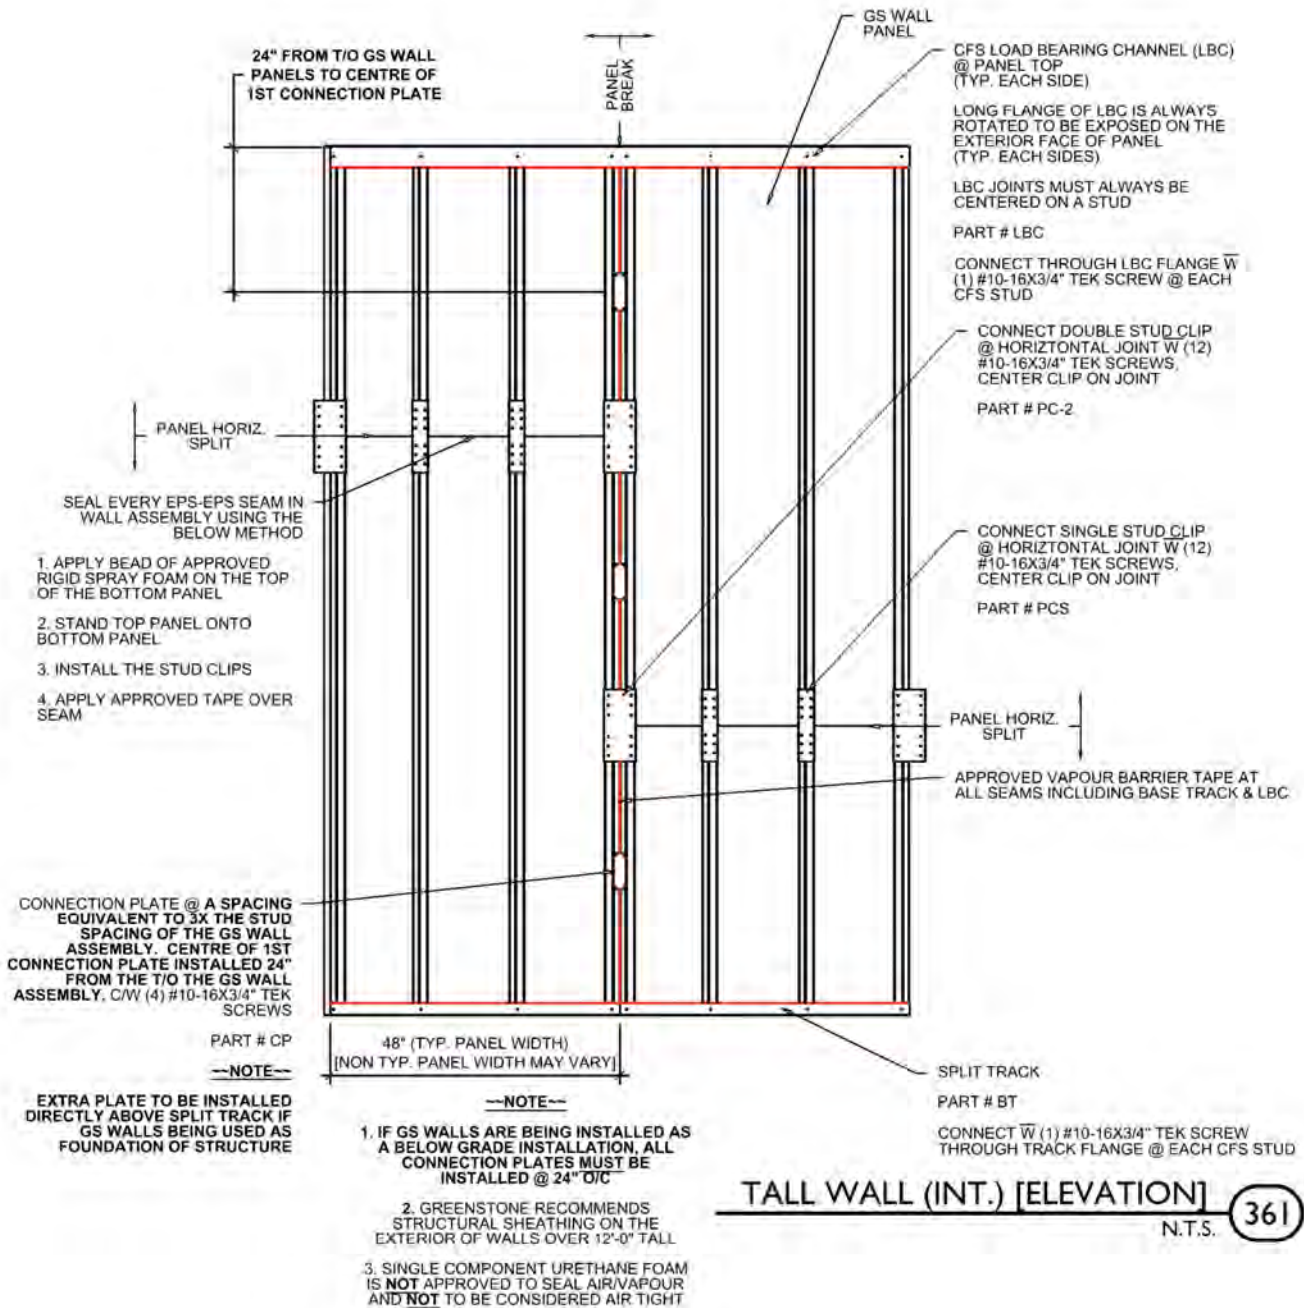 24" FROM T/O GS WALL
PANELS TO CENTRE OF
1ST CONNECTION PLATE
PANEL
BREAK
GS WALL
PANEL
CFS LOAD BEARING CHANNEL (LBC)
@ PANEL TOP
(TYP. EACH SIDE)
LONG FLANGE OF LBC IS ALWAYS
ROTATED TO BE EXPOSED ON THE
EXTERIOR FACE OF PANEL
(TYP. EACH SIDES)
LBC JOINTS MUST ALWAYS BE
CENTERED ON A STUD
PART # LBC
CONNECT THROUGH LBC FLANGE W̅
(1) #10-16X3/4" TEK SCREW @ EACH
CFS STUD
CONNECT DOUBLE STUD CLIP
@ HORIZTONTAL JOINT W̅ (12)
#10-16X3/4" TEK SCREWS,
CENTER CLIP ON JOINT
PART # PC-2
PANEL HORIZ.
SPLIT
SEAL EVERY EPS-EPS SEAM IN
WALL ASSEMBLY USING THE
BELOW METHOD
1. APPLY BEAD OF APPROVED
RIGID SPRAY FOAM ON THE TOP
OF THE BOTTOM PANEL
2. STAND TOP PANEL ONTO
BOTTOM PANEL
3. INSTALL THE STUD CLIPS
4. APPLY APPROVED TAPE OVER
SEAM
CONNECT SINGLE STUD CLIP
@ HORIZTONTAL JOINT W̅ (12)
#10-16X3/4" TEK SCREWS,
CENTER CLIP ON JOINT
PART # PCS
PANEL HORIZ.
SPLIT
APPROVED VAPOUR BARRIER TAPE AT
ALL SEAMS INCLUDING BASE TRACK & LBC
CONNECTION PLATE @ A SPACING
EQUIVALENT TO 3X THE STUD
SPACING OF THE GS WALL
ASSEMBLY. CENTRE OF 1ST
CONNECTION PLATE INSTALLED 24"
FROM THE T/O THE GS WALL
ASSEMBLY. C/W (4) #10-16X3/4" TEK
SCREWS
PART # CP
~~NOTE~~
EXTRA PLATE TO BE INSTALLED
DIRECTLY ABOVE SPLIT TRACK IF
GS WALLS BEING USED AS
FOUNDATION OF STRUCTURE
48" (TYP. PANEL WIDTH)
[NON TYP. PANEL WIDTH MAY VARY]
~~NOTE~~
1. IF GS WALLS ARE BEING INSTALLED AS
A BELOW GRADE INSTALLATION, ALL
CONNECTION PLATES MUST BE
INSTALLED @ 24" O/C
2. GREENSTONE RECOMMENDS
STRUCTURAL SHEATHING ON THE
EXTERIOR OF WALLS OVER 12'-0" TALL
3. SINGLE COMPONENT URETHANE FOAM
IS NOT APPROVED TO SEAL AIR/VAPOUR
AND NOT TO BE CONSIDERED AIR TIGHT
SPLIT TRACK
PART # BT
CONNECT W̅ (1) #10-16X3/4" TEK SCREW
THROUGH TRACK FLANGE @ EACH CFS STUD
TALL WALL (INT.) [ELEVATION]
361
N.T.S.